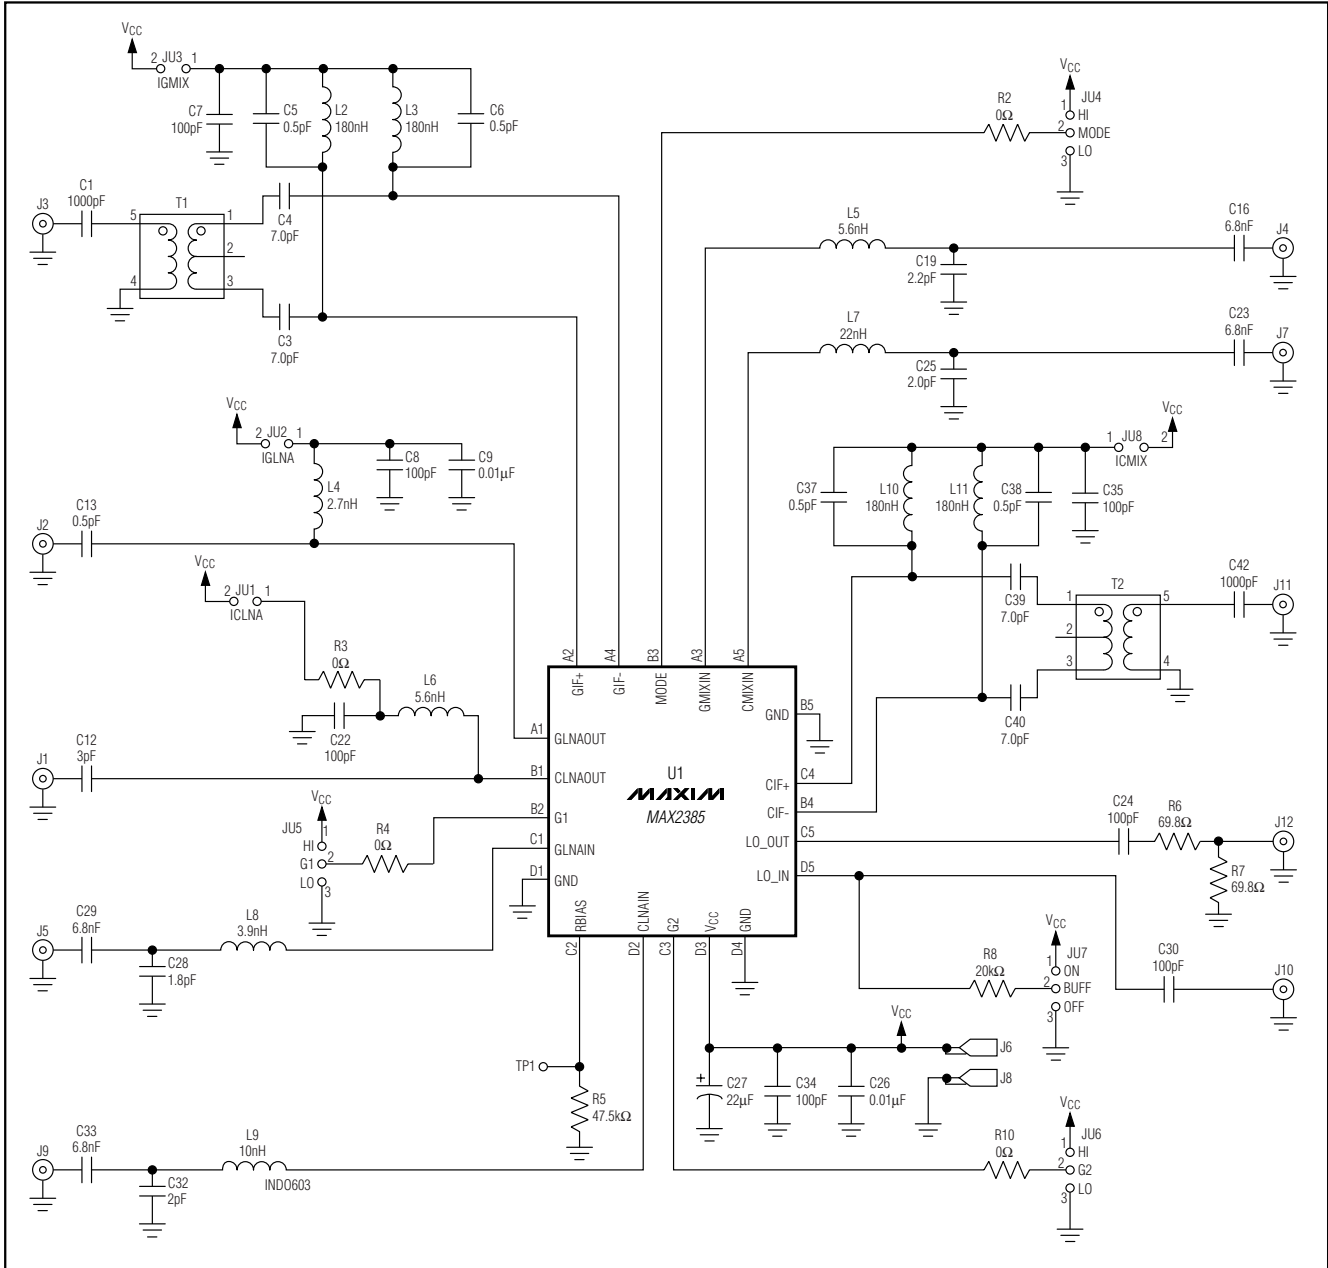 VCC
2 JU3 1
IGMIX
C7
100pF
C5
0.5pF
L2
180nH
L3
180nH
C6
0.5pF
J3
C1
1000pF
T1
5
4
1
2
3
C4
7.0pF
C3
7.0pF
VCC
R2
0Ω
JU4
1
HI
2
MODE
LO
3
L5
5.6nH
C19
2.2pF
C16
6.8nF
J4
L7
22nH
C25
2.0pF
C23
6.8nF
J7
VCC
2 JU2 1
IGLNA
L4
2.7nH
C8
100pF
C9
0.01µF
J2
C13
0.5pF
VCC
1 JU8 2
ICMIX
C37
0.5pF
L10
180nH
L11
180nH
C38
0.5pF
C35
100pF
C39
7.0pF
T2
1
2
3
5
4
C42
1000pF
J11
C40
7.0pF
VCC
2 JU1 1
ICLNA
R3
0Ω
L6
5.6nH
C22
100pF
J1
C12
3pF
A2
A4
B3
A3
A5
GIF+
GIF-
MODE
GMIXIN
CMIXIN
A1
GLNAOUT
B1
CLNAOUT
B2
G1
C1
GLNAIN
D1
GND
U1
MAXIM
MAX2385
GND
B5
CIF+
C4
CIF-
B4
LO_OUT
C5
LO_IN
D5
RBIAS
CLNAIN
G2
VCC
GND
C2
D2
C3
D3
D4
VCC
JU5
1
HI
G1
2
LO
3
R4
0Ω
C24
100pF
R6
69.8Ω
J12
R7
69.8Ω
J5
C29
6.8nF
C28
1.8pF
L8
3.9nH
R8
20kΩ
VCC
JU7
1
ON
2
BUFF
OFF
3
C30
100pF
J10
TP1
R5
47.5kΩ
VCC
J6
J8
+
C27
22µF
C34
100pF
C26
0.01µF
J9
C33
6.8nF
C32
2pF
L9
10nH
IND0603
R10
0Ω
VCC
JU6
1
HI
2
G2
LO
3